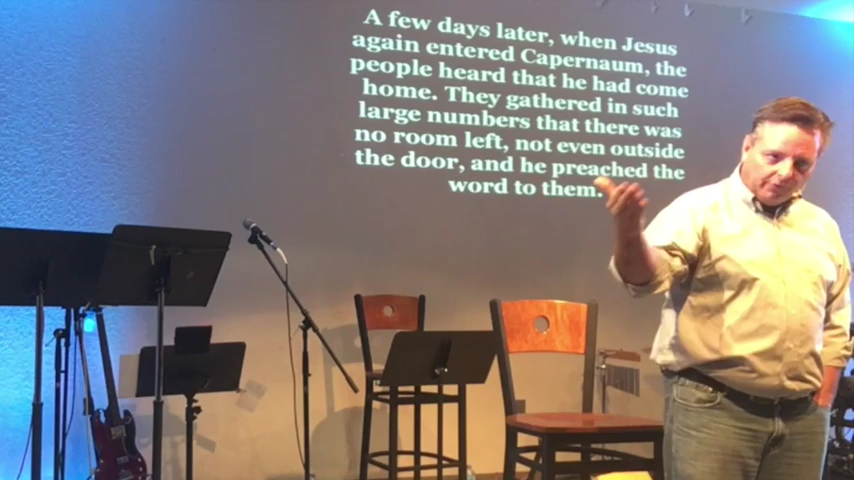 A few days later, when Jesus
again entered Capernaum, the
people heard that he had come
home. They gathered in such
large numbers that there was
no room left, not even outside
the door, and he preached the
word to them.